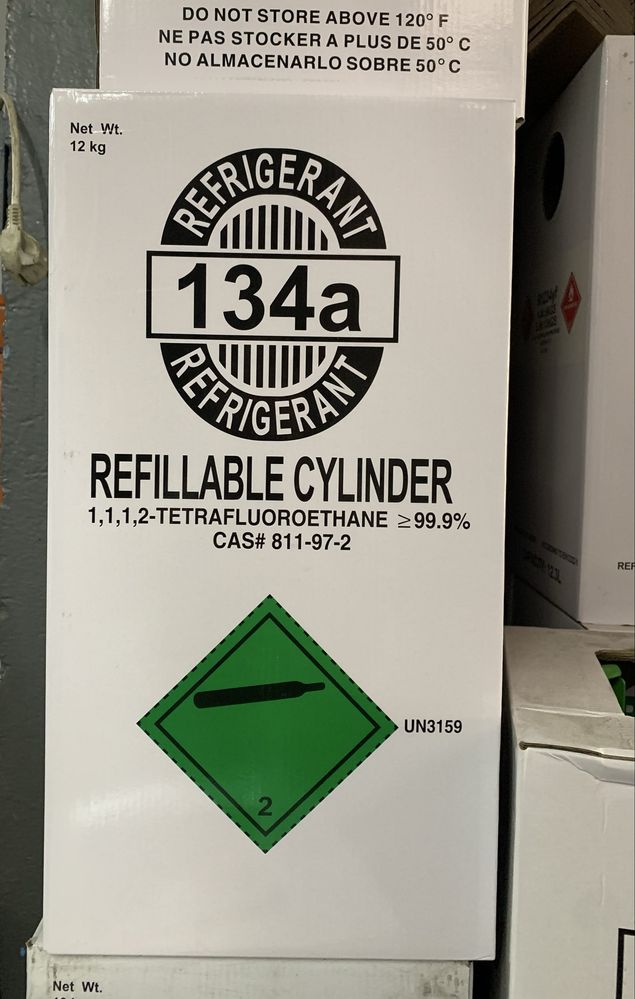 DO NOT STORE ABOVE 120° F
NE PAS STOCKER A PLUS DE 50° C
NO ALMACENARLO SOBRE 50° C
Net Wt.
12 kg
REFRIGERANT
134a
REFRIGERANT
REFILLABLE CYLINDER
1,1,1,2-TETRAFLUOROETHANE ≥99.9%
CAS# 811-97-2
UN3159
2
REF
Net Wt.